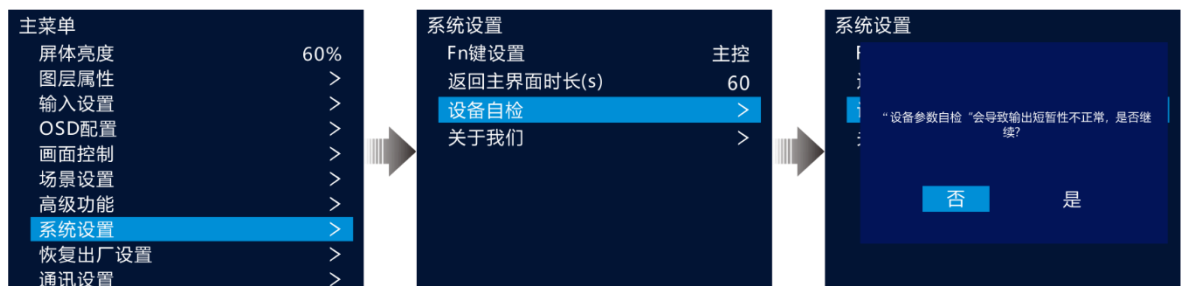 主菜单
屏体亮度 60%
图层属性 >
输入设置 >
OSD配置 >
画面控制 >
场景设置 >
高级功能 >
系统设置 >
恢复出厂设置 >
通讯设置 >
系统设置
Fn键设置 主控
返回主界面时长(s) 60
设备自检 >
关于我们 >
系统设置
“设备参数自检 “会导致输出短暂性不正常，是否继
续?
否 是